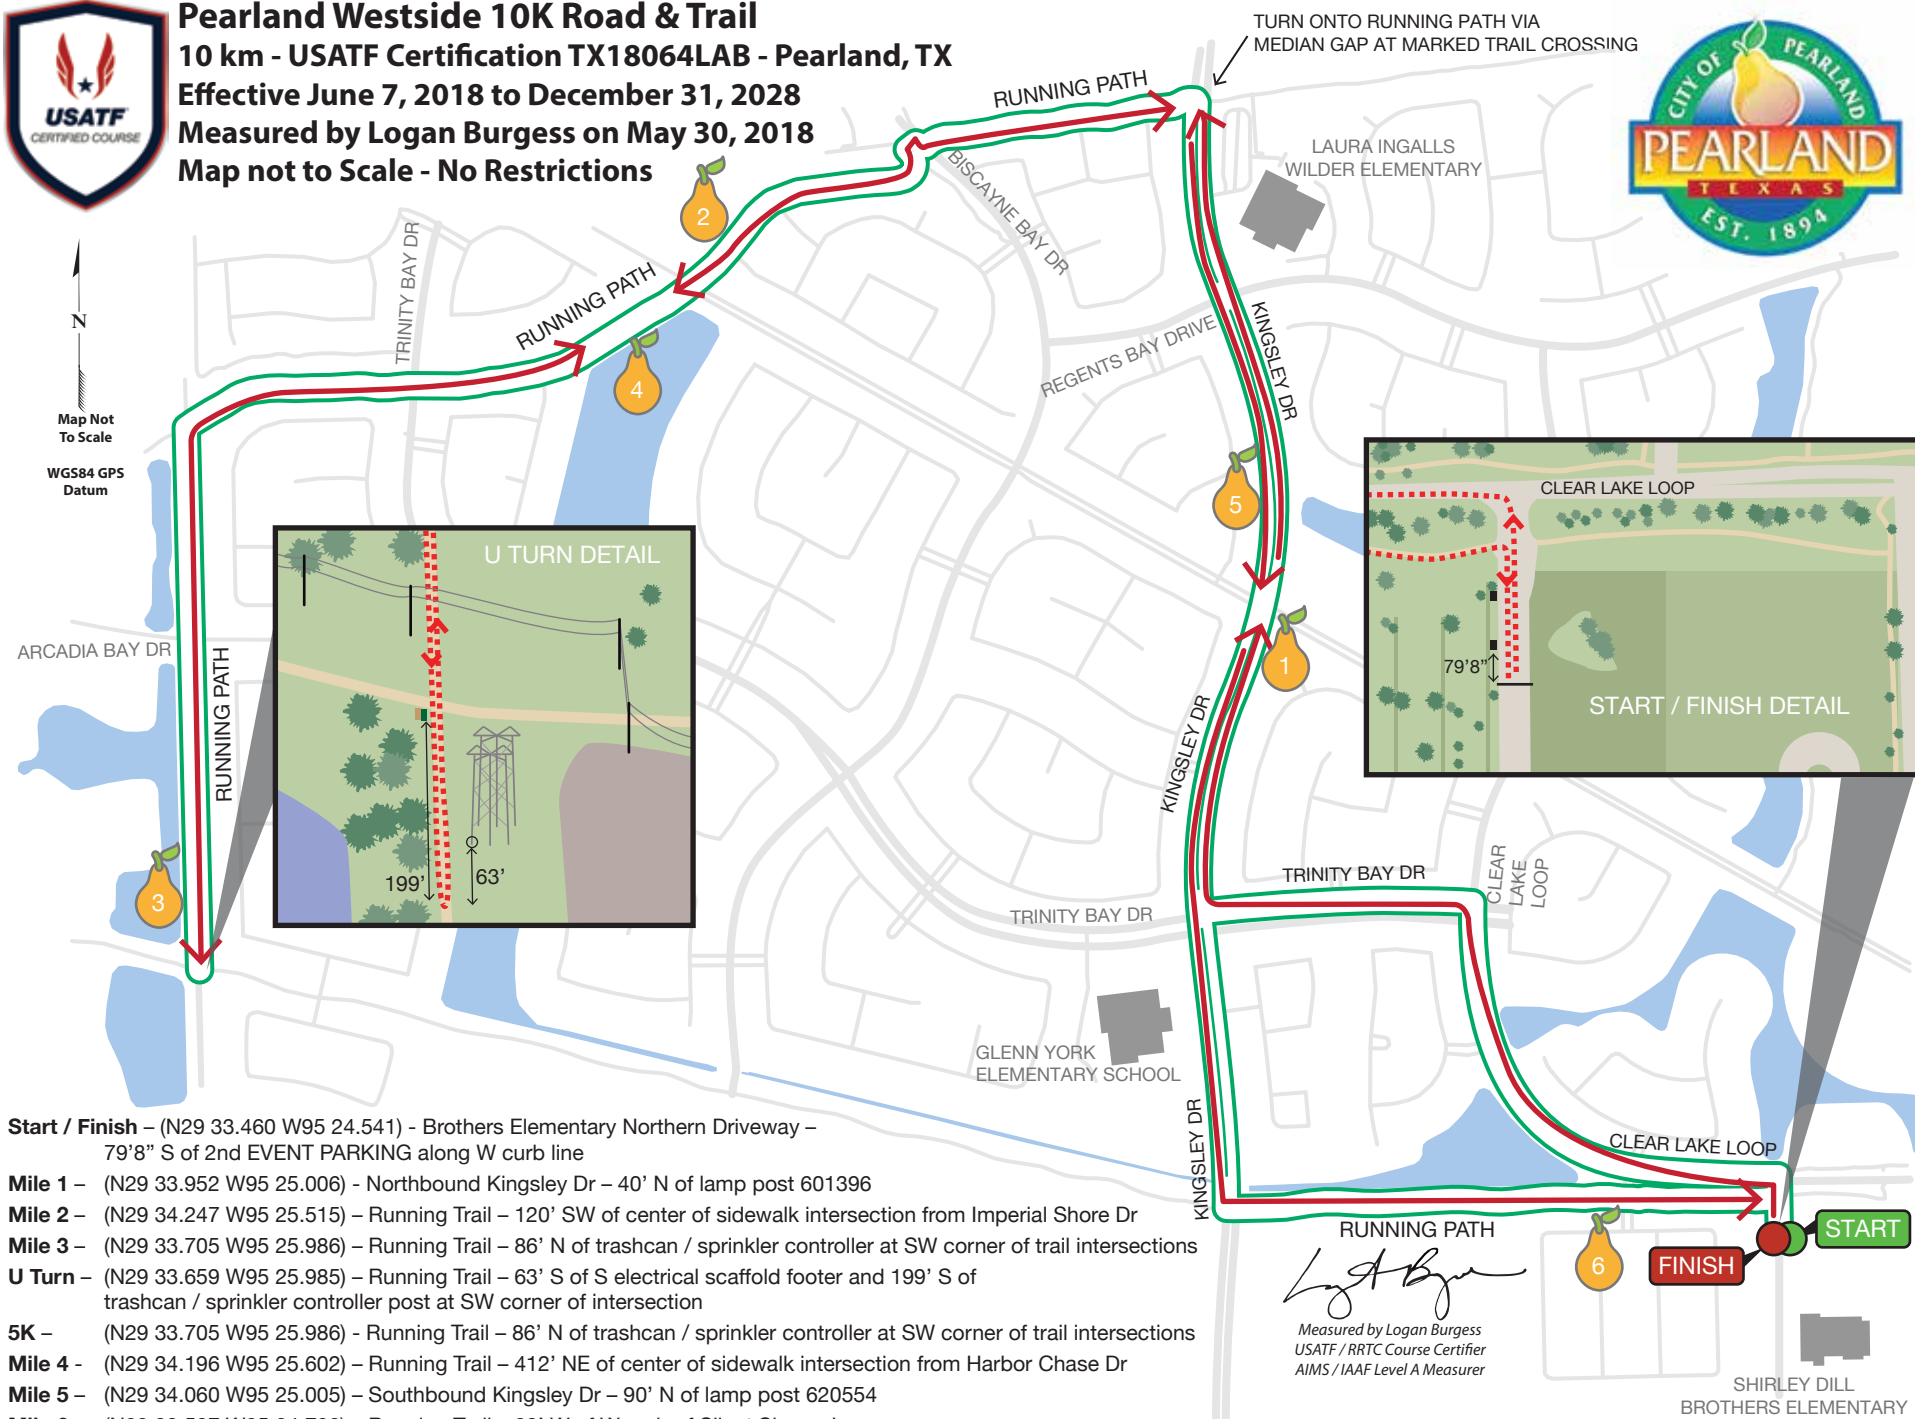 Pearland Westside 10K Road & Trail
10 km - USATF Certification TX18064LAB - Pearland, TX
Effective June 7, 2018 to December 31, 2028
Measured by Logan Burgess on May 30, 2018
Map not to Scale - No Restrictions
USATF
CERTIFIED COURSE
TURN ONTO RUNNING PATH VIA
MEDIAN GAP AT MARKED TRAIL CROSSING
CITY OF PEARLAND
PEARLAND
TEXAS
EST. 1894
RUNNING PATH
LAURA INGALLS
WILDER ELEMENTARY
BISCAYNE BAY DR
2
TRINITY BAY DR
RUNNING PATH
N
Map Not
To Scale
WGS84 GPS
Datum
4
REGENTS BAY DRIVE
KINGSLEY DR
5
CLEAR LAKE LOOP
79'8"
START / FINISH DETAIL
U TURN DETAIL
199'
63'
ARCADIA BAY DR
RUNNING PATH
3
1
KINGSLEY DR
TRINITY BAY DR
CLEAR
LAKE
LOOP
TRINITY BAY DR
GLENN YORK
ELEMENTARY SCHOOL
KINGSLEY DR
CLEAR LAKE LOOP
RUNNING PATH
6
START
FINISH
Measured by Logan Burgess
USATF / RRTC Course Certifier
AIMS / IAAF Level A Measurer
SHIRLEY DILL
BROTHERS ELEMENTARY
Start / Finish – (N29 33.460 W95 24.541) - Brothers Elementary Northern Driveway –
79'8" S of 2nd EVENT PARKING along W curb line
Mile 1 – (N29 33.952 W95 25.006) - Northbound Kingsley Dr – 40' N of lamp post 601396
Mile 2 – (N29 34.247 W95 25.515) – Running Trail – 120' SW of center of sidewalk intersection from Imperial Shore Dr
Mile 3 – (N29 33.705 W95 25.986) – Running Trail – 86' N of trashcan / sprinkler controller at SW corner of trail intersections
U Turn – (N29 33.659 W95 25.985) – Running Trail – 63' S of S electrical scaffold footer and 199' S of
trashcan / sprinkler controller post at SW corner of intersection
5K – (N29 33.705 W95 25.986) - Running Trail – 86' N of trashcan / sprinkler controller at SW corner of trail intersections
Mile 4 - (N29 34.196 W95 25.602) – Running Trail – 412' NE of center of sidewalk intersection from Harbor Chase Dr
Mile 5 – (N29 34.060 W95 25.005) – Southbound Kingsley Dr – 90' N of lamp post 620554